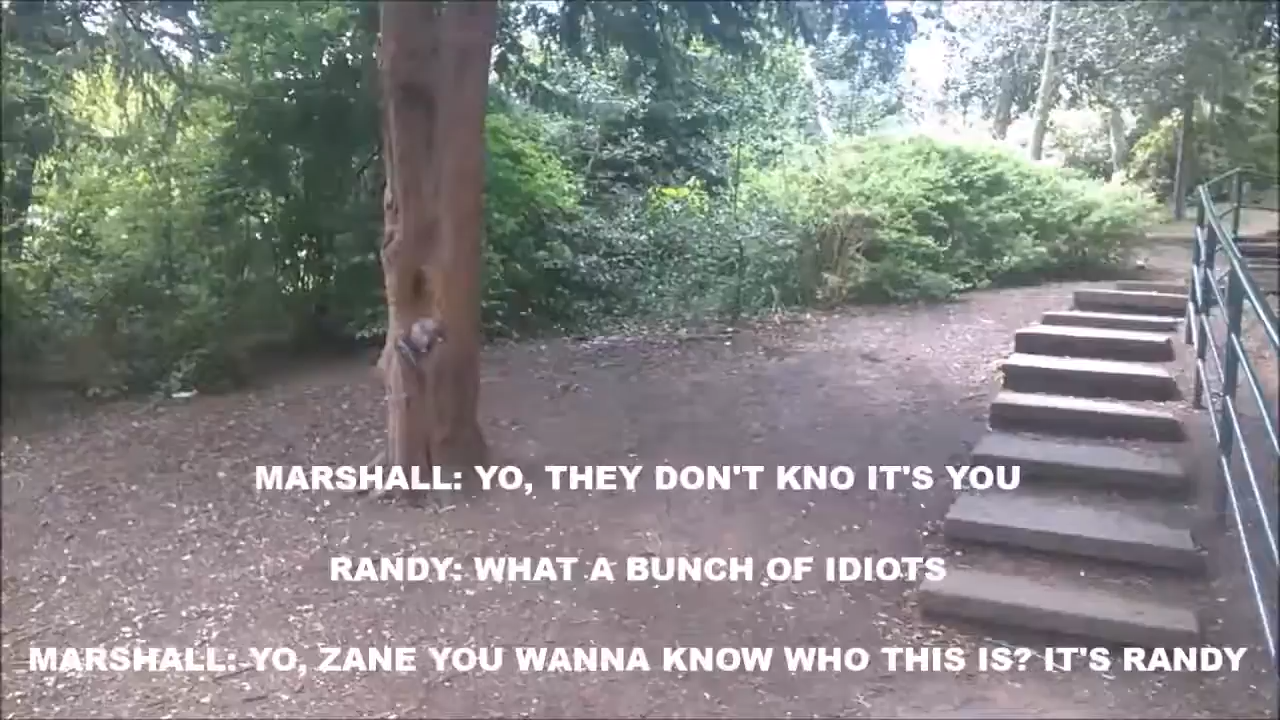 MARSHALL: YO, THEY DON'T KNO IT'S YOU
RANDY: WHAT A BUNCH OF IDIOTS
MARSHALL: YO, ZANE YOU WANNA KNOW WHO THIS IS? IT'S RANDY